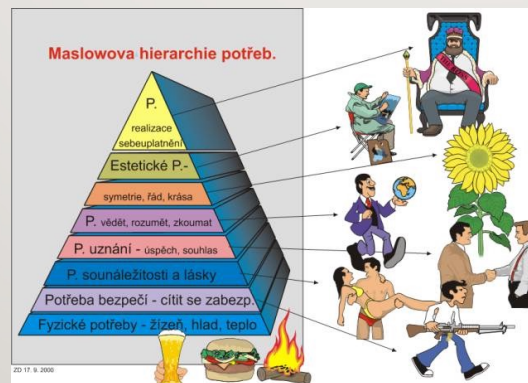 Maslowova hierarchie potřeb.
P.
realizace
sebeuplatnění
Estetické P.-
symetrie, řád, krása
P. vědět, rozumět, zkoumat
P. uznání - úspěch, souhlas
P. sounáležitosti a lásky
Potřeba bezpečí - cítit se zabezp.
Fyzické potřeby - žízeň, hlad, teplo
ZD 17. 9. 2000